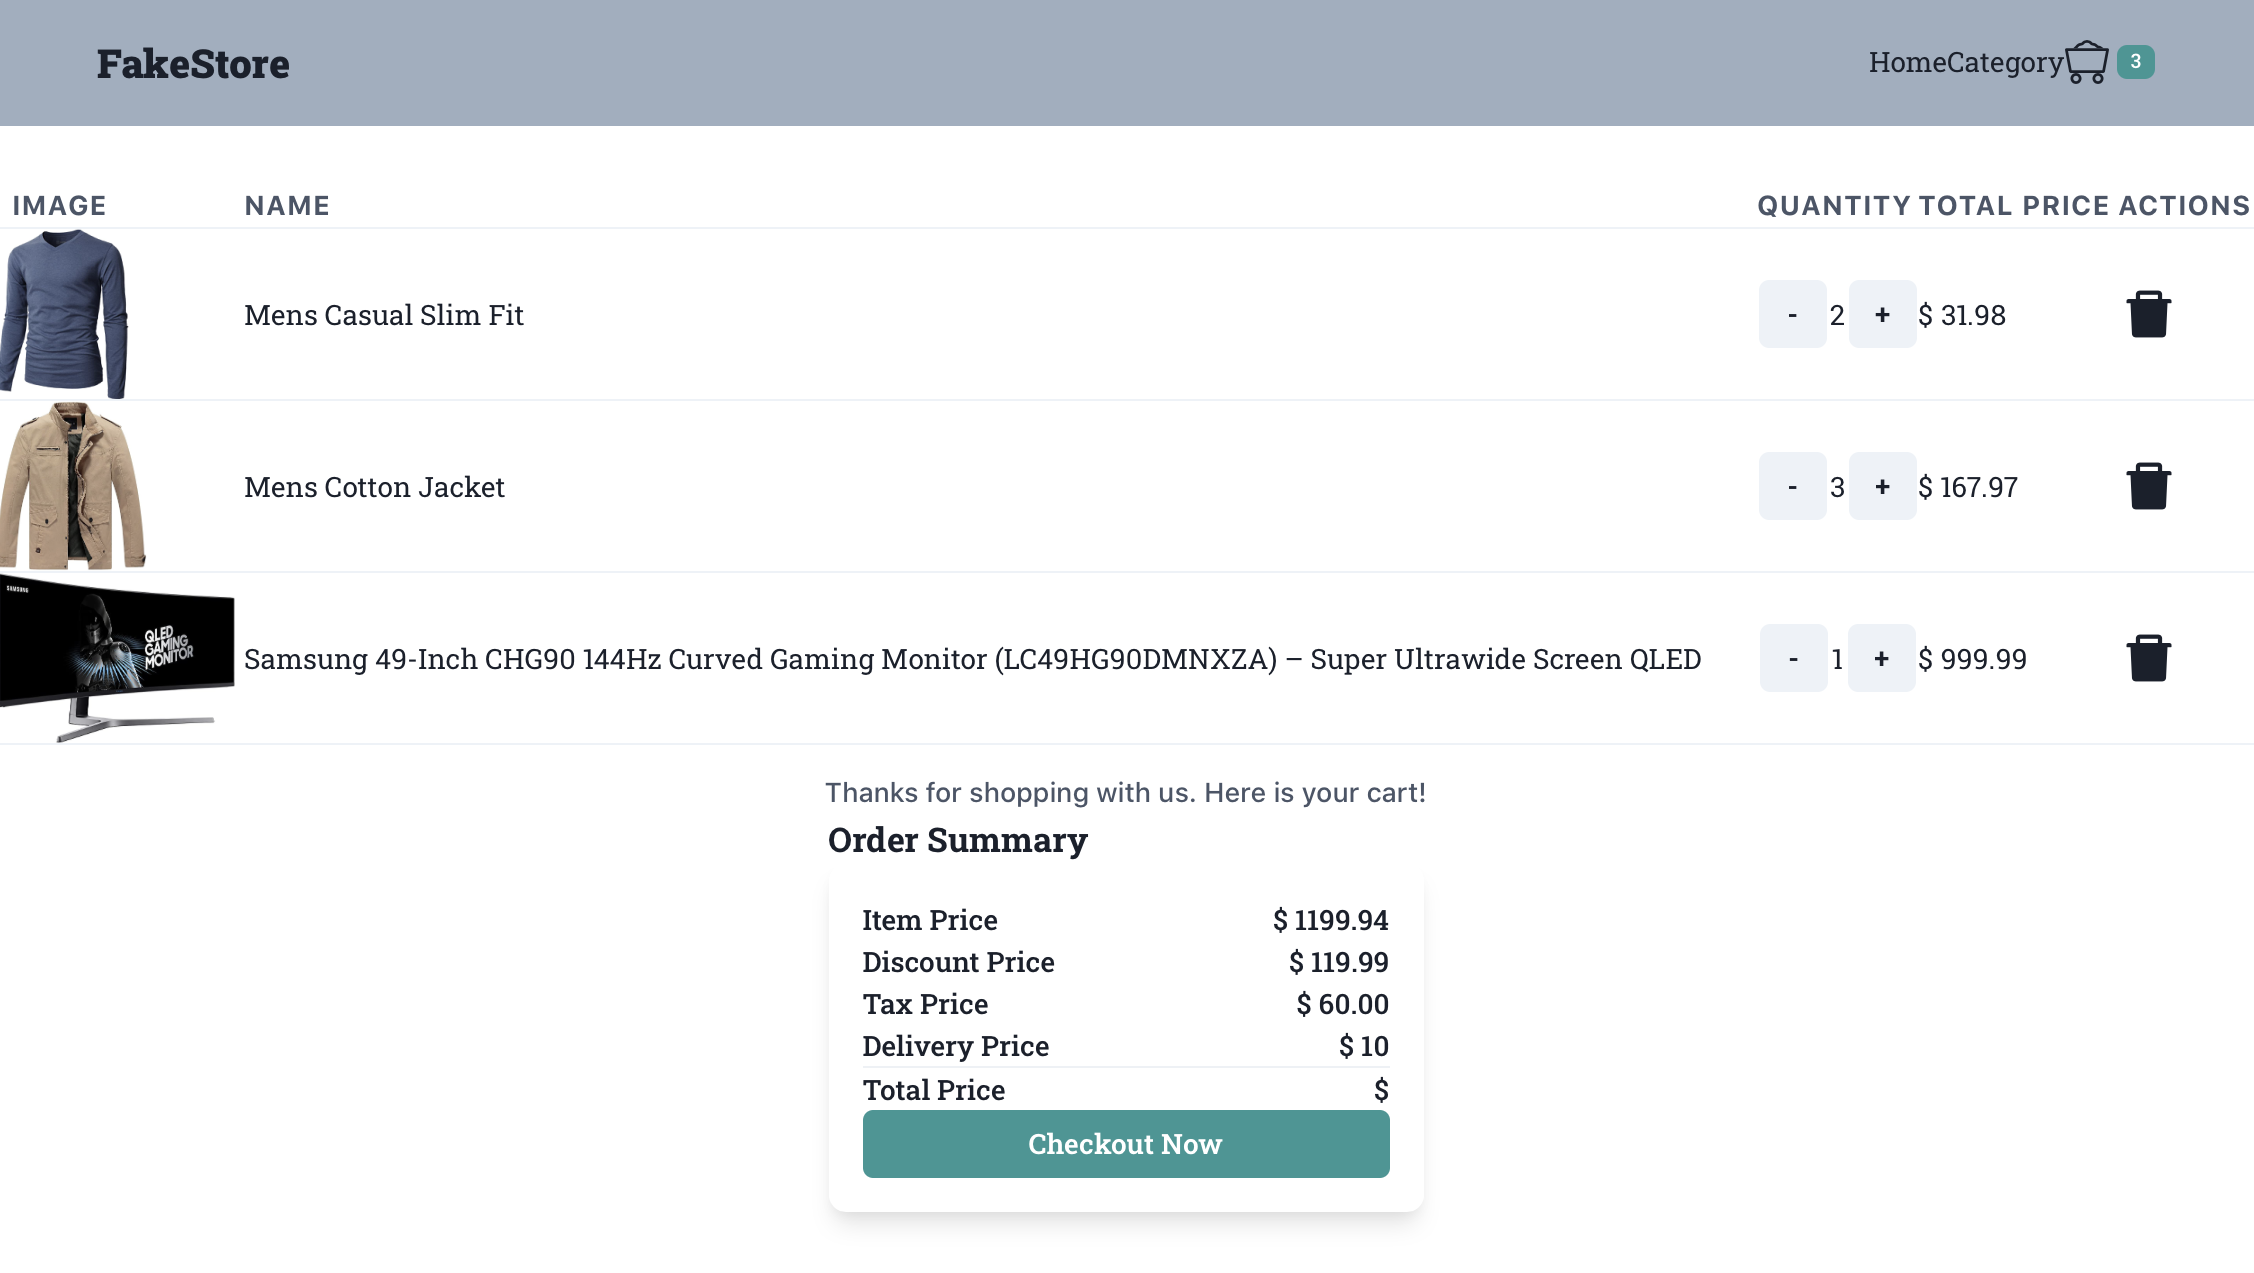 FakeStore
HomeCategory 3
IMAGE NAME QUANTITY TOTAL PRICE ACTIONS
Mens Casual Slim Fit - 2 + $ 31.98
Mens Cotton Jacket - 3 + $ 167.97
SAMSUNG
QLED
GAMING
MONITOR
Samsung 49-Inch CHG90 144Hz Curved Gaming Monitor (LC49HG90DMNXZA) – Super Ultrawide Screen QLED - 1 + $ 999.99
Thanks for shopping with us. Here is your cart!
Order Summary
Item Price $ 1199.94
Discount Price $ 119.99
Tax Price $ 60.00
Delivery Price $ 10
Total Price $
Checkout Now